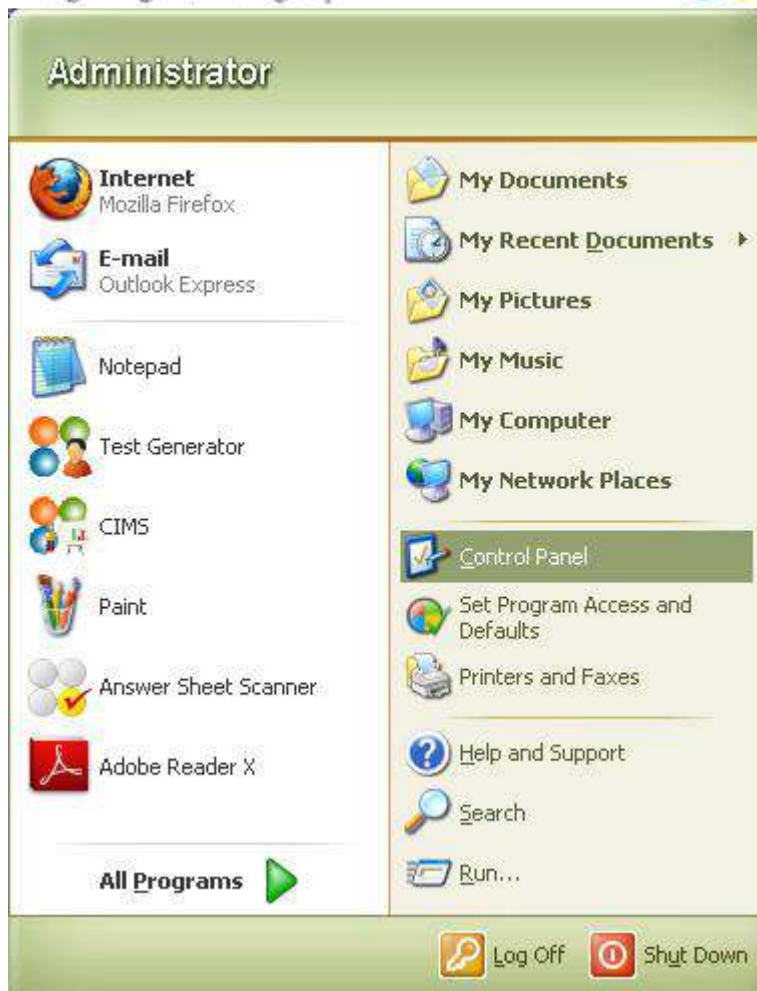 Administrator
Internet
Mozilla Firefox
E-mail
Outlook Express
Notepad
Test Generator
CIMS
Paint
Answer Sheet Scanner
Adobe Reader X
All Programs
My Documents
My Recent Documents
My Pictures
My Music
My Computer
My Network Places
Control Panel
Set Program Access and
Defaults
Printers and Faxes
Help and Support
Search
Run...
Log Off
Shut Down